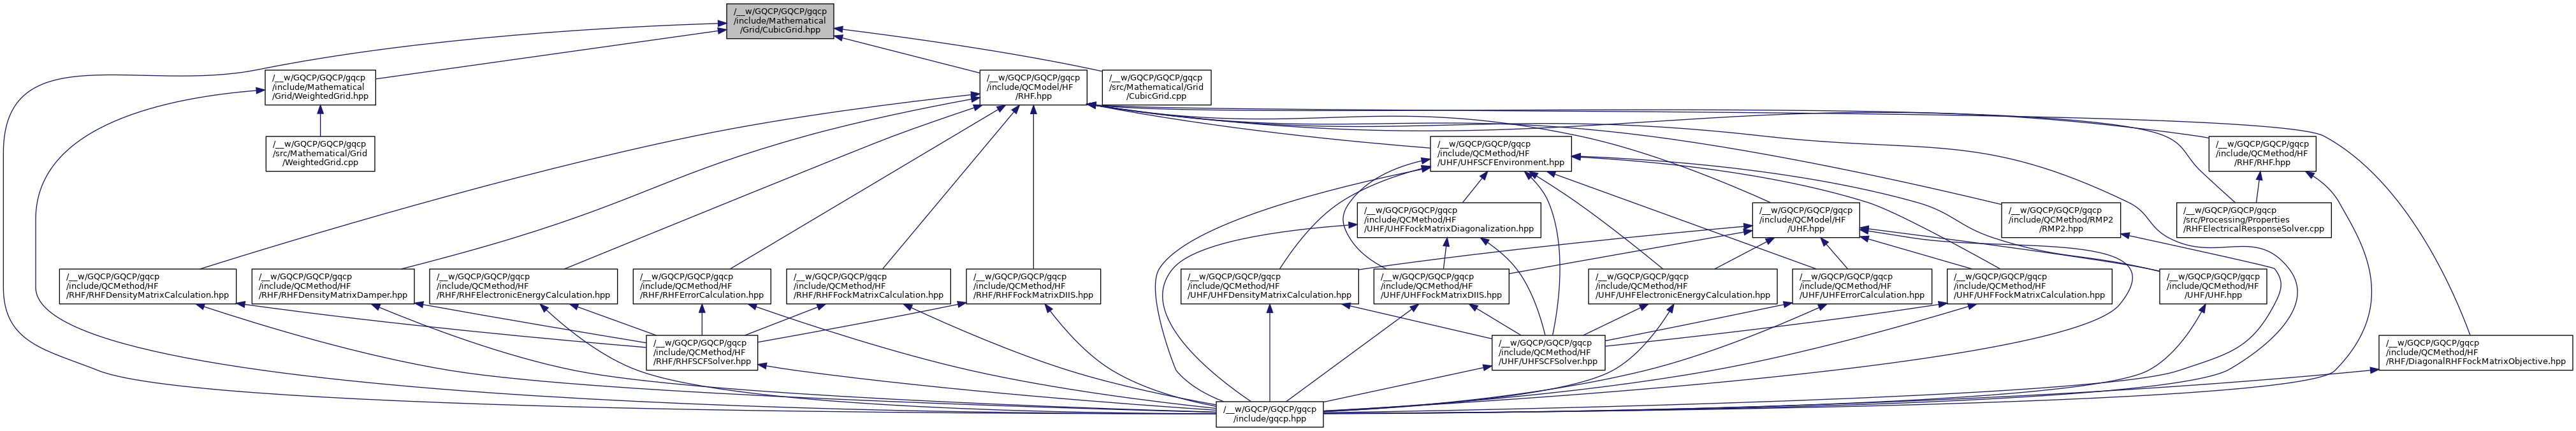 /__w/GQCP/GQCP/gqcp
/include/Mathematical
/Grid/CubicGrid.hpp
/__w/GQCP/GQCP/gqcp
/include/Mathematical
/Grid/WeightedGrid.hpp
/__w/GQCP/GQCP/gqcp
/include/QCModel/HF
/RHF.hpp
/__w/GQCP/GQCP/gqcp
/src/Mathematical/Grid
/CubicGrid.cpp
/__w/GQCP/GQCP/gqcp
/src/Mathematical/Grid
/WeightedGrid.cpp
/__w/GQCP/GQCP/gqcp
/include/QCMethod/HF
/UHF/UHFSCFEnvironment.hpp
/__w/GQCP/GQCP/gqcp
/include/QCMethod/HF
/RHF/RHF.hpp
/__w/GQCP/GQCP/gqcp
/include/QCMethod/HF
/UHF/UHFFockMatrixDiagonalization.hpp
/__w/GQCP/GQCP/gqcp
/include/QCModel/HF
/UHF.hpp
/__w/GQCP/GQCP/gqcp
/include/QCMethod/RMP2
/RMP2.hpp
/__w/GQCP/GQCP/gqcp
/src/Processing/Properties
/RHFElectricalResponseSolver.cpp
/__w/GQCP/GQCP/gqcp
/include/QCMethod/HF
/RHF/RHFDensityMatrixCalculation.hpp
/__w/GQCP/GQCP/gqcp
/include/QCMethod/HF
/RHF/RHFDensityMatrixDamper.hpp
/__w/GQCP/GQCP/gqcp
/include/QCMethod/HF
/RHF/RHFElectronicEnergyCalculation.hpp
/__w/GQCP/GQCP/gqcp
/include/QCMethod/HF
/RHF/RHFErrorCalculation.hpp
/__w/GQCP/GQCP/gqcp
/include/QCMethod/HF
/RHF/RHFFockMatrixCalculation.hpp
/__w/GQCP/GQCP/gqcp
/include/QCMethod/HF
/RHF/RHFFockMatrixDIIS.hpp
/__w/GQCP/GQCP/gqcp
/include/QCMethod/HF
/UHF/UHFDensityMatrixCalculation.hpp
/__w/GQCP/GQCP/gqcp
/include/QCMethod/HF
/UHF/UHFFockMatrixDIIS.hpp
/__w/GQCP/GQCP/gqcp
/include/QCMethod/HF
/UHF/UHFElectronicEnergyCalculation.hpp
/__w/GQCP/GQCP/gqcp
/include/QCMethod/HF
/UHF/UHFErrorCalculation.hpp
/__w/GQCP/GQCP/gqcp
/include/QCMethod/HF
/UHF/UHFFockMatrixCalculation.hpp
/__w/GQCP/GQCP/gqcp
/include/QCMethod/HF
/UHF/UHF.hpp
/__w/GQCP/GQCP/gqcp
/include/QCMethod/HF
/RHF/RHFSCFSolver.hpp
/__w/GQCP/GQCP/gqcp
/include/QCMethod/HF
/UHF/UHFSCFSolver.hpp
/__w/GQCP/GQCP/gqcp
/include/QCMethod/HF
/RHF/DiagonalRHFFockMatrixObjective.hpp
/__w/GQCP/GQCP/gqcp
/include/gqcp.hpp